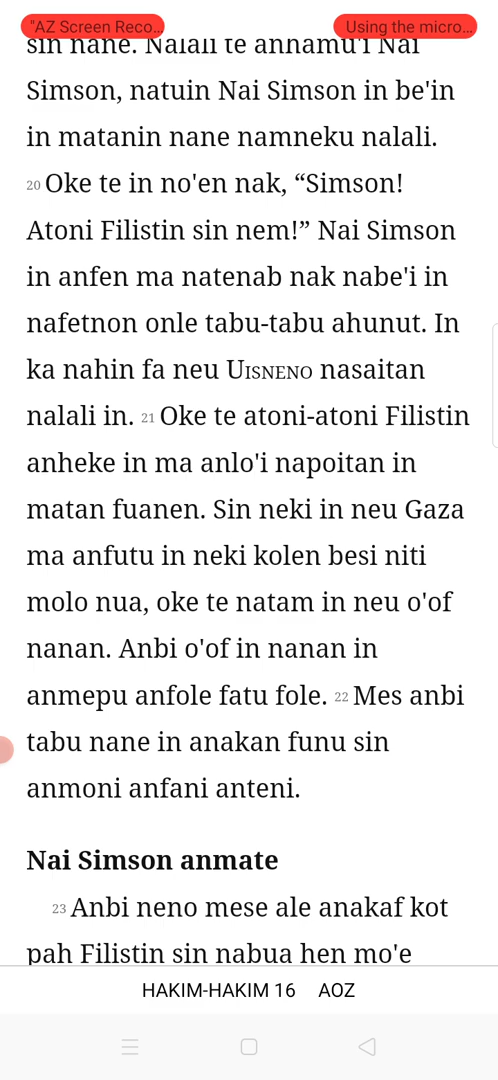 "AZ Screen Reco... Using the micro...
sin nane. Nalali te annamu'i Nai
Simson, natuin Nai Simson in be'in
in matanin nane namneku nalali.
20 Oke te in no'en nak, “Simson!
Atoni Filistin sin nem!” Nai Simson
in anfen ma natenab nak nabe'i in
nafetnon onle tabu-tabu ahunut. In
ka nahin fa neu UISNENO nasaitan
nalali in. 21 Oke te atoni-atoni Filistin
anheke in ma anlo'i napoitan in
matan fuanen. Sin neki in neu Gaza
ma anfutu in neki kolen besi niti
molo nua, oke te natam in neu o'of
nanan. Anbi o'of in nanan in
anmepu anfole fatu fole. 22 Mes anbi
tabu nane in anakan funu sin
anmoni anfani anteni.
Nai Simson anmate
23 Anbi neno mese ale anakaf kot
pah Filistin sin nabua hen mo'e
HAKIM-HAKIM 16 AOZ